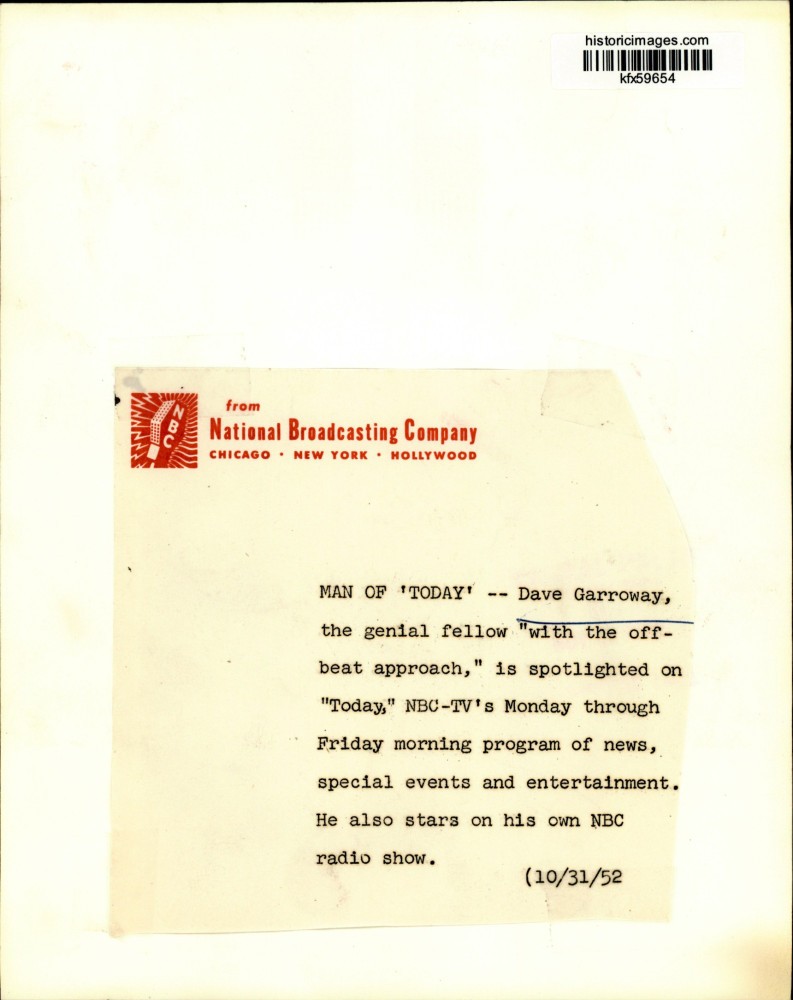 historicimages.com
kfx59654
from
NBC
National Broadcasting Company
CHICAGO • NEW YORK • HOLLYWOOD
MAN OF 'TODAY' -- Dave Garroway,
the genial fellow "with the off-
beat approach," is spotlighted on
"Today," NBC-TV's Monday through
Friday morning program of news,
special events and entertainment.
He also stars on his own NBC
radio show.
(10/31/52